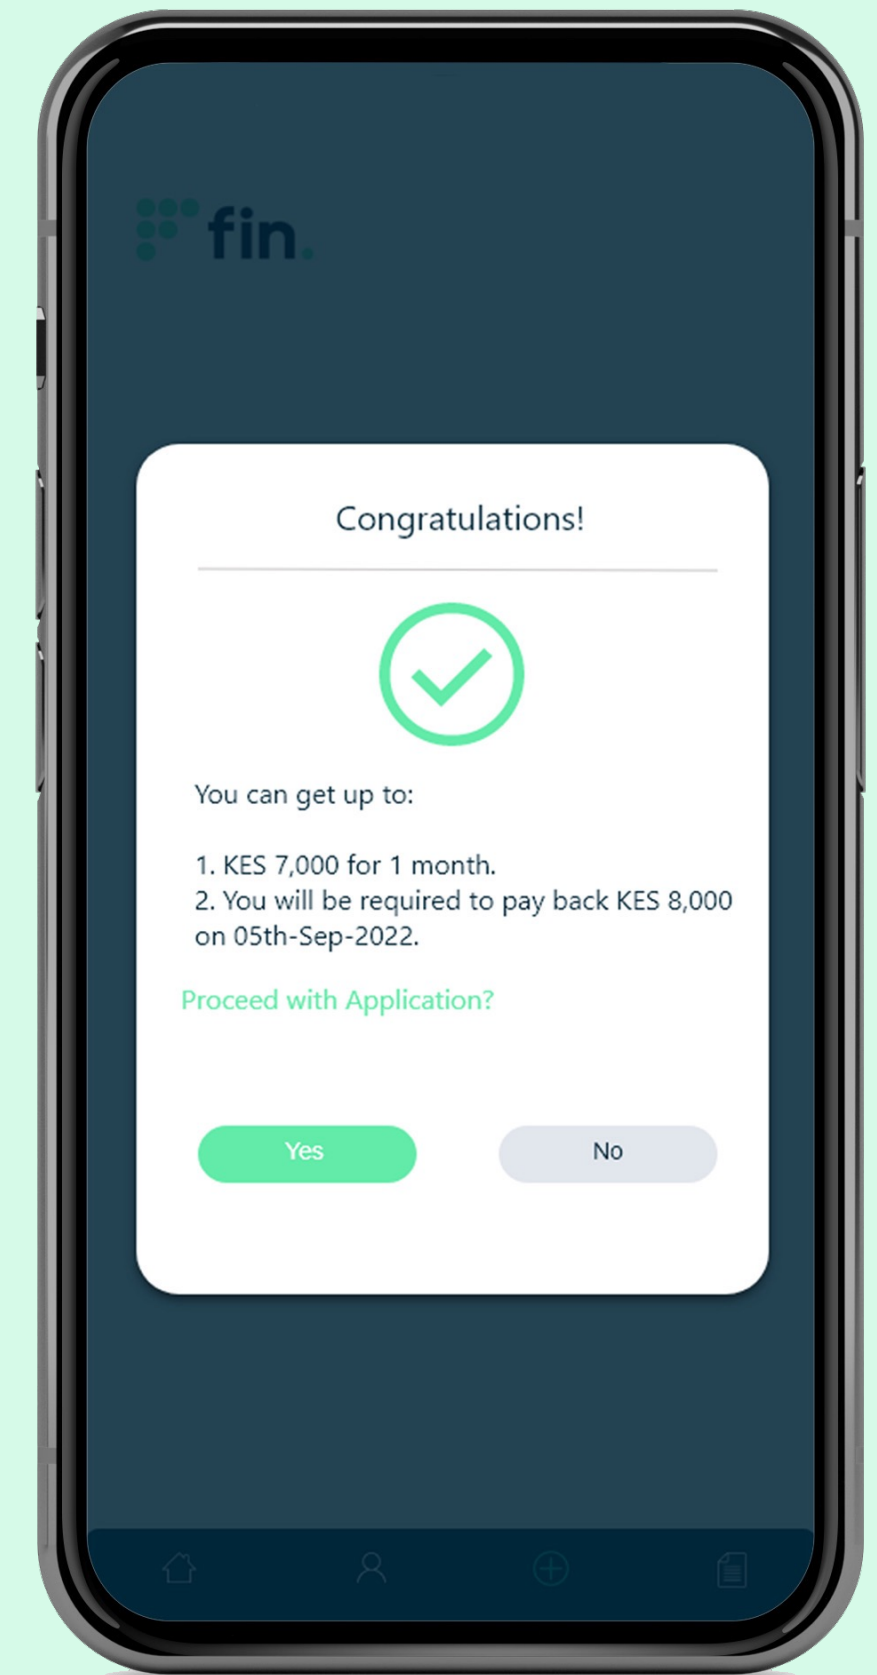 fin.
Congratulations!
You can get up to:
1. KES 7,000 for 1 month.
2. You will be required to pay back KES 8,000
on 05th-Sep-2022.
Proceed with Application?
Yes
No